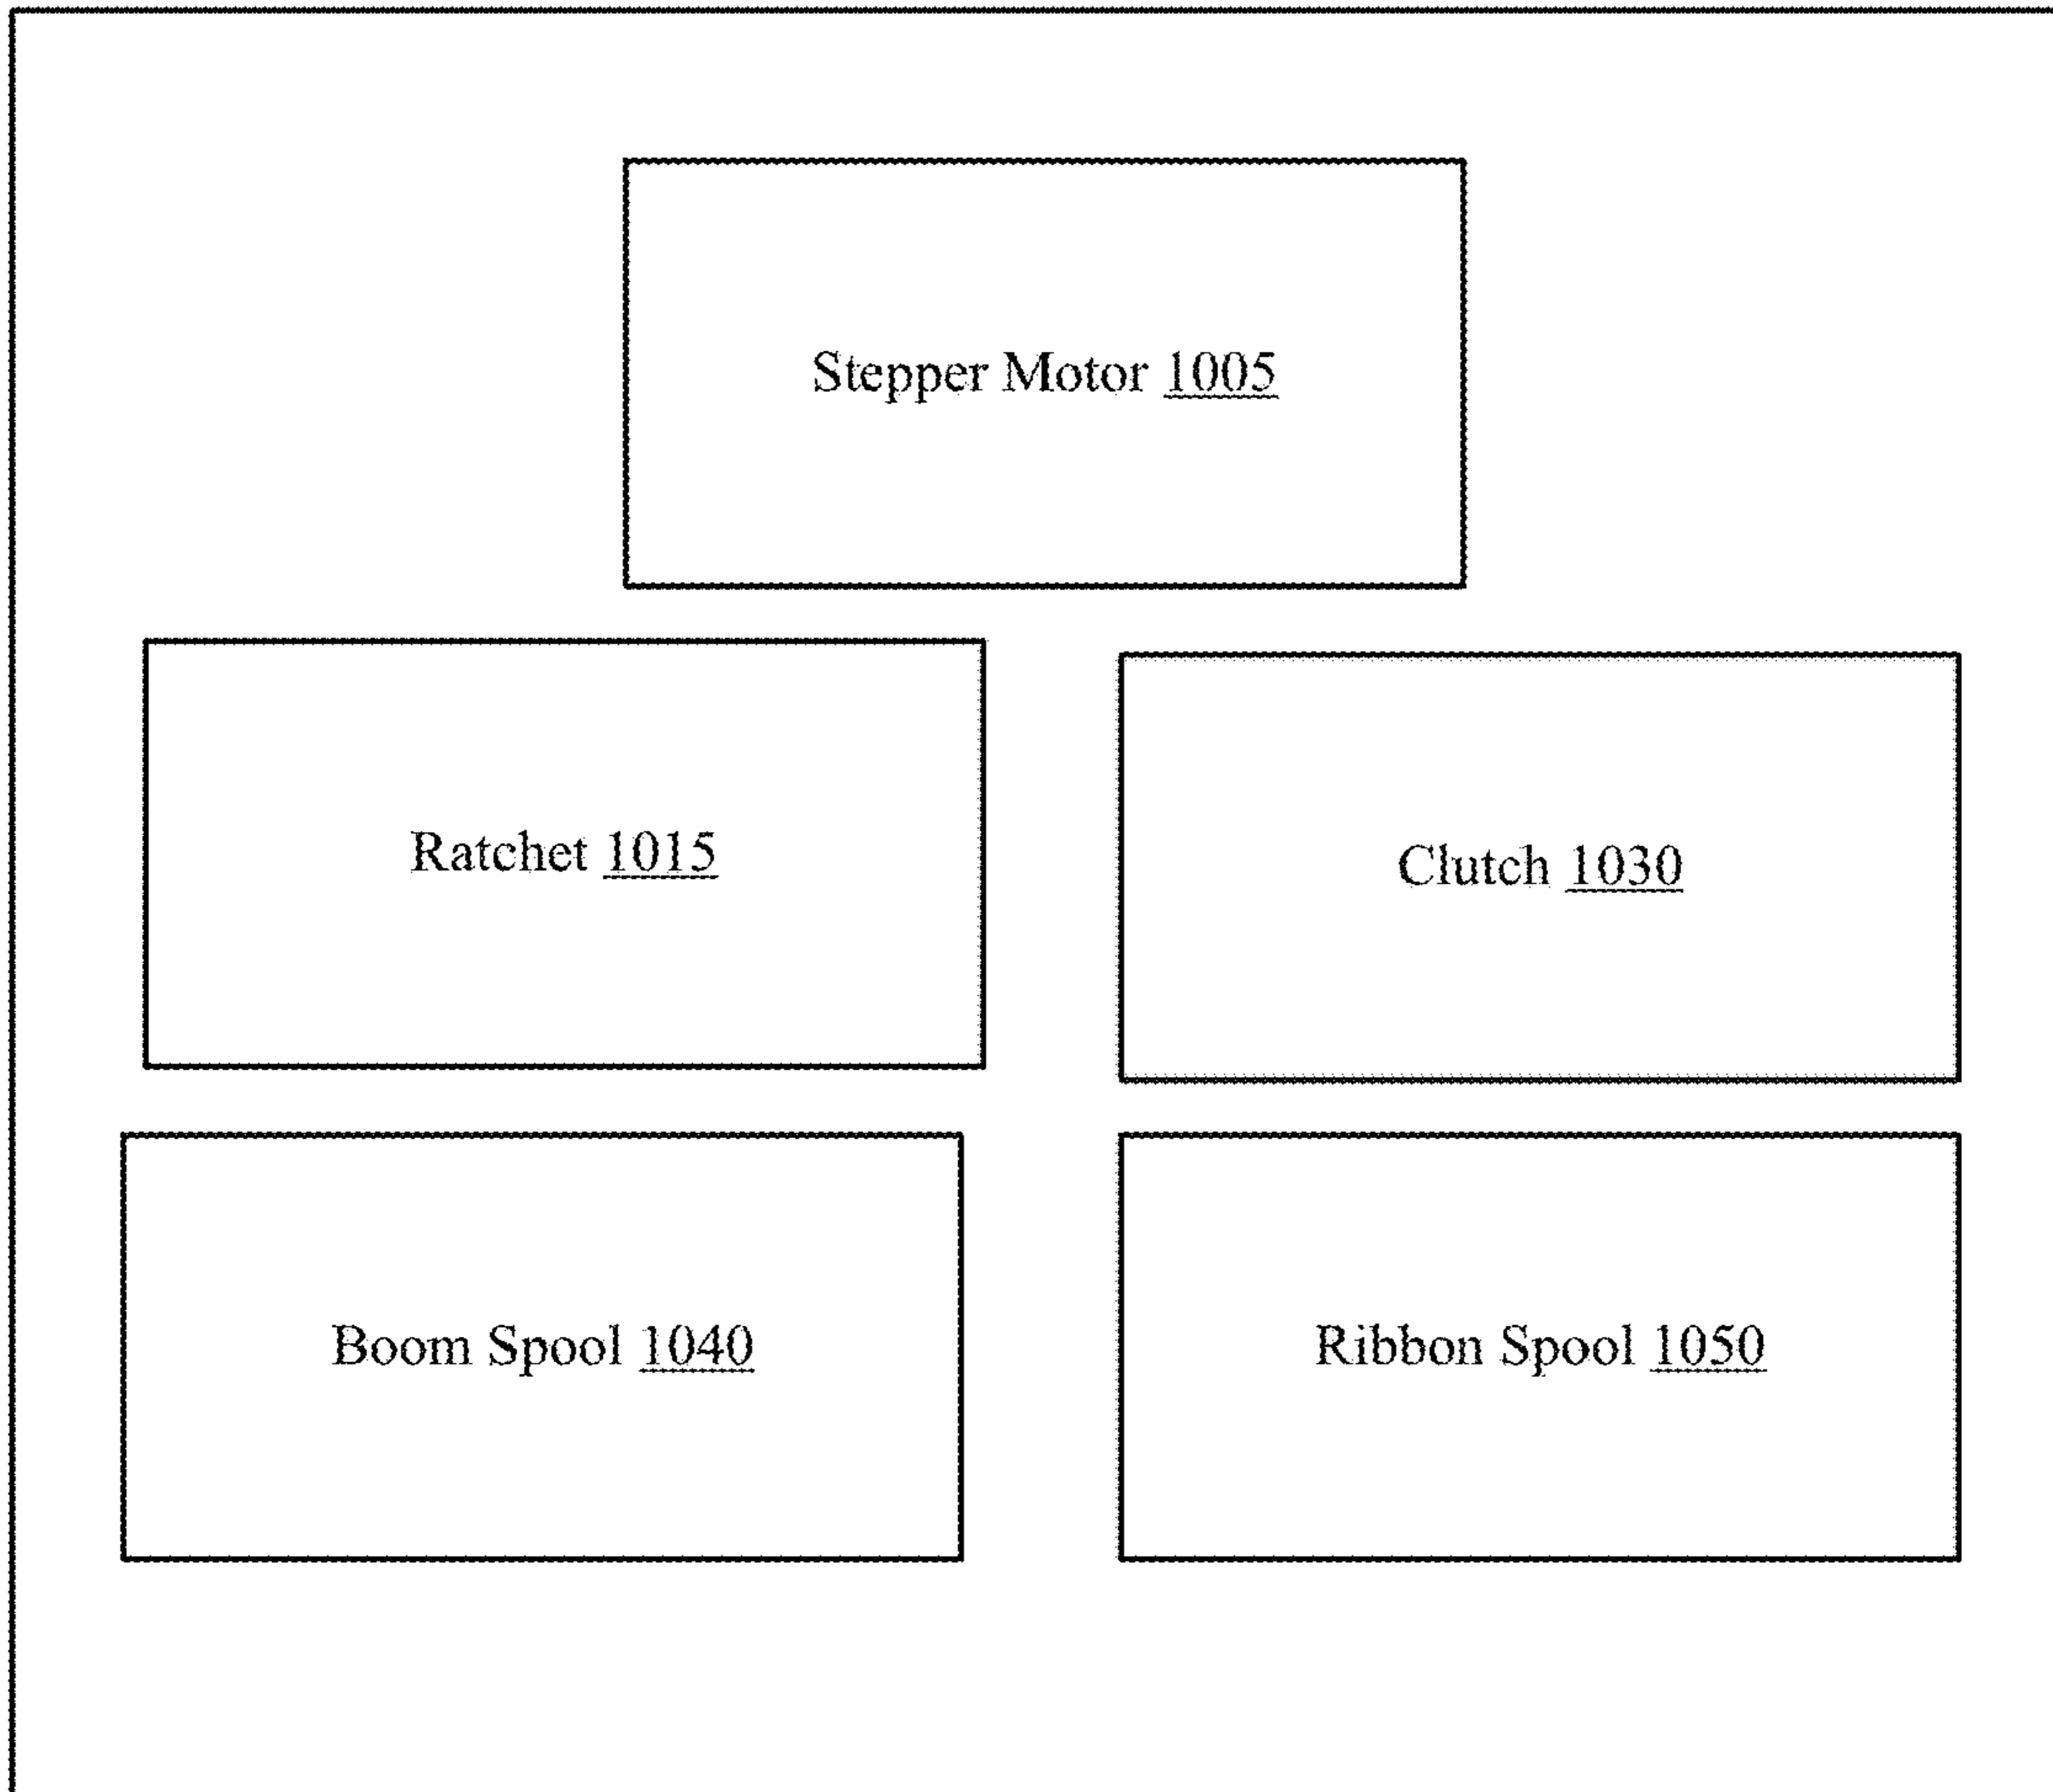 Stepper Motor 1005
Ratchet 1015
Clutch 1030
Boom Spool 1040
Ribbon Spool 1050